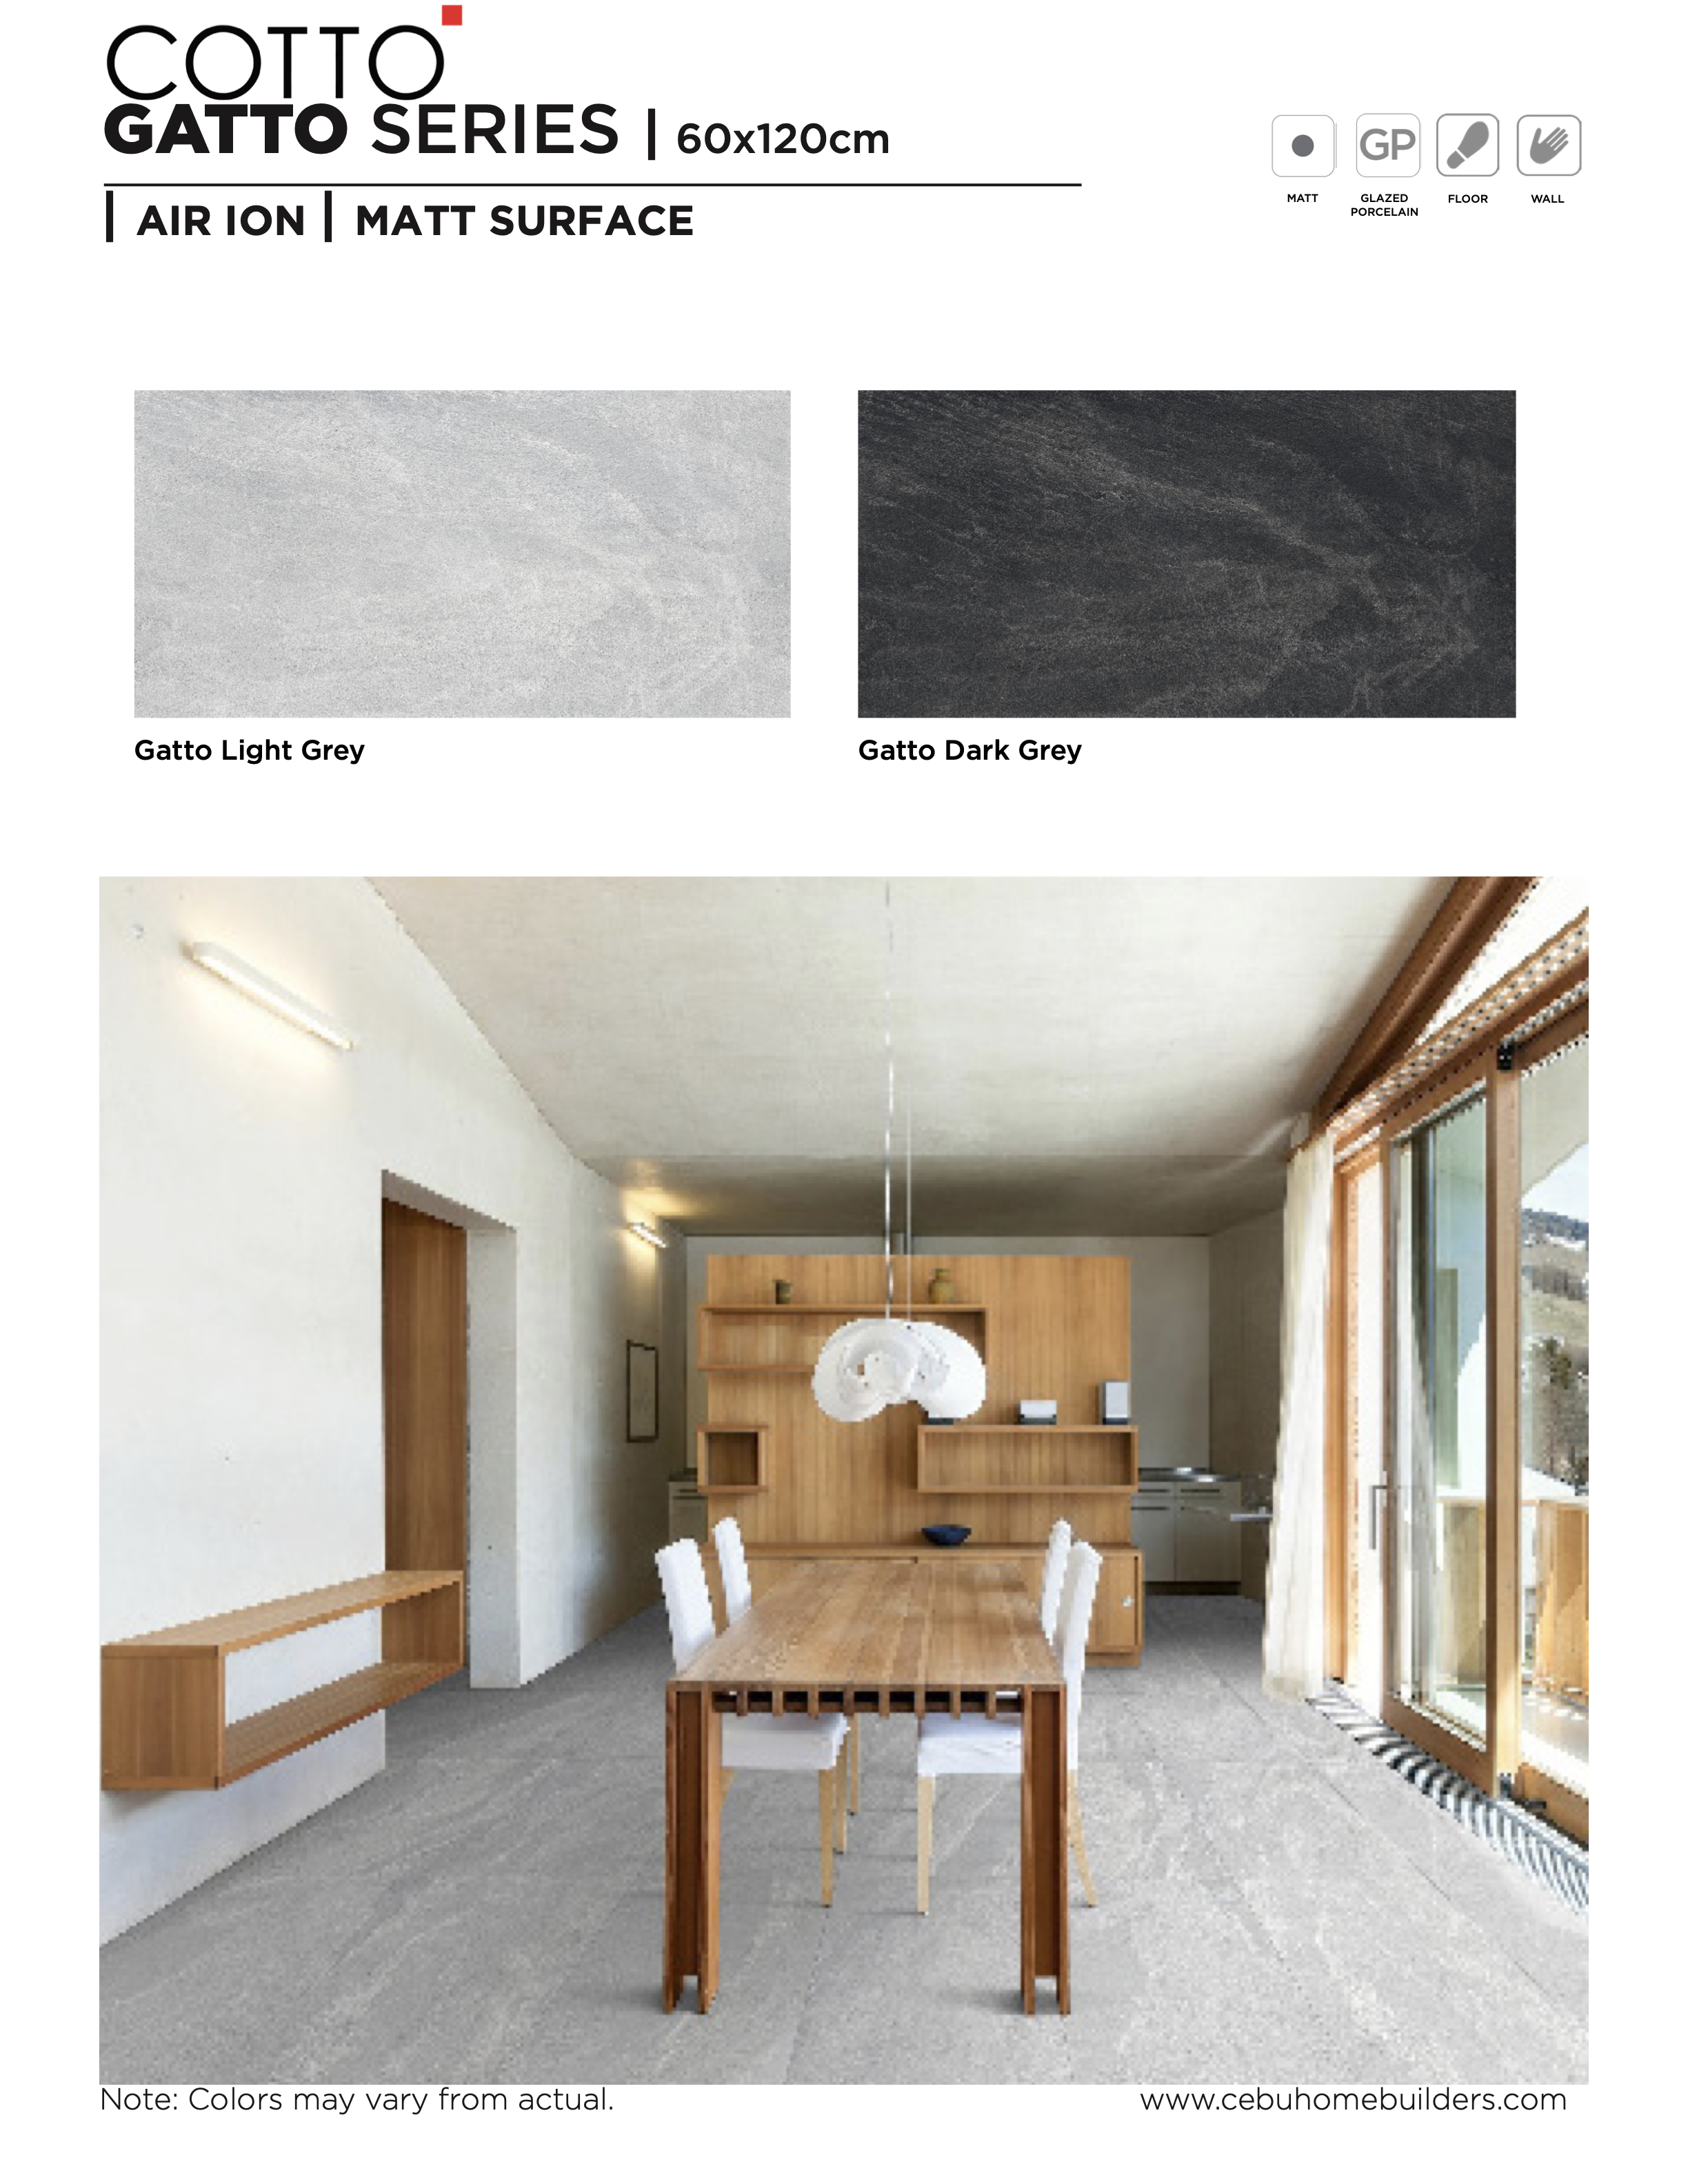 COTTO
GATTO SERIES | 60x120cm
| AIR ION | MATT SURFACE
GP
MATT
GLAZED
PORCELAIN
FLOOR
WALL
Gatto Light Grey
Gatto Dark Grey
Note: Colors may vary from actual.
www.cebuhomebuilders.com